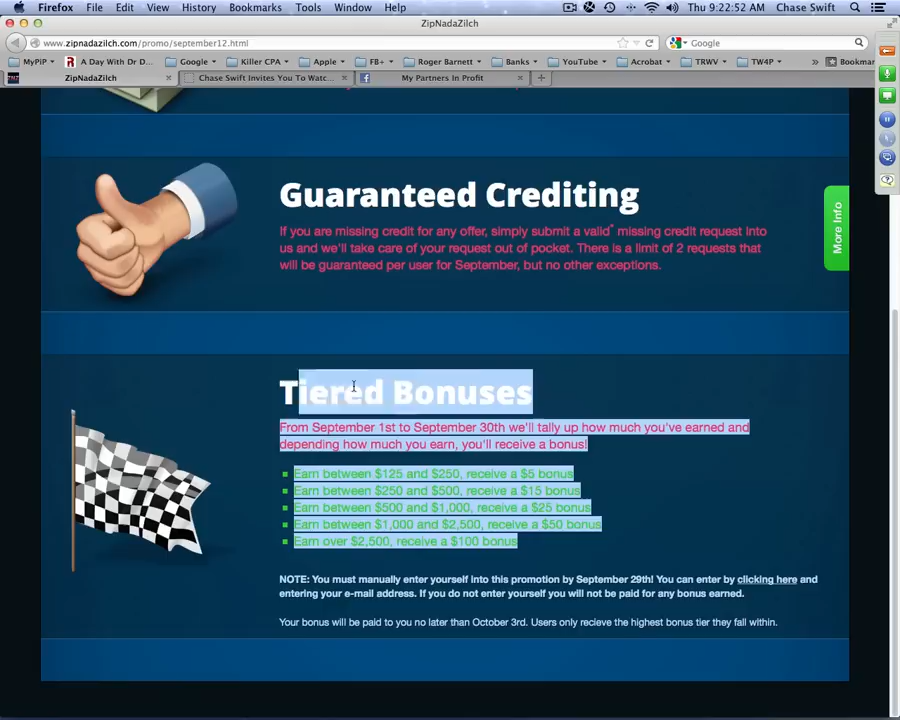 Firefox File Edit View History Bookmarks Tools Window Help Thu 9:22:52 AM Chase Swift
ZipNadaZilch
www.zipnadazilch.com/promo/september12.html
Google
MyPiP A Day With Dr D... Google Killer CPA Apple FB+ Roger Barnett Banks YouTube Acrobat TRWV TW4P » Bookmar
ZipNadaZilch Chase Swift Invites You To Watc... My Partners In Profit
Guaranteed Crediting
If you are missing credit for any offer, simply submit a valid* missing credit request into
us and we'll take care of your request out of pocket. There is a limit of 2 requests that
will be guaranteed per user for September, but no other exceptions.
More Info
Tiered Bonuses
From September 1st to September 30th we'll tally up how much you've earned and
depending how much you earn, you'll receive a bonus!
Earn between $125 and $250, receive a $5 bonus
Earn between $250 and $500, receive a $15 bonus
Earn between $500 and $1,000, receive a $25 bonus
Earn between $1,000 and $2,500, receive a $50 bonus
Earn over $2,500, receive a $100 bonus
NOTE: You must manually enter yourself into this promotion by September 29th! You can enter by clicking here and
entering your e-mail address. If you do not enter yourself you will not be paid for any bonus earned.
Your bonus will be paid to you no later than October 3rd. Users only recieve the highest bonus tier they fall within.